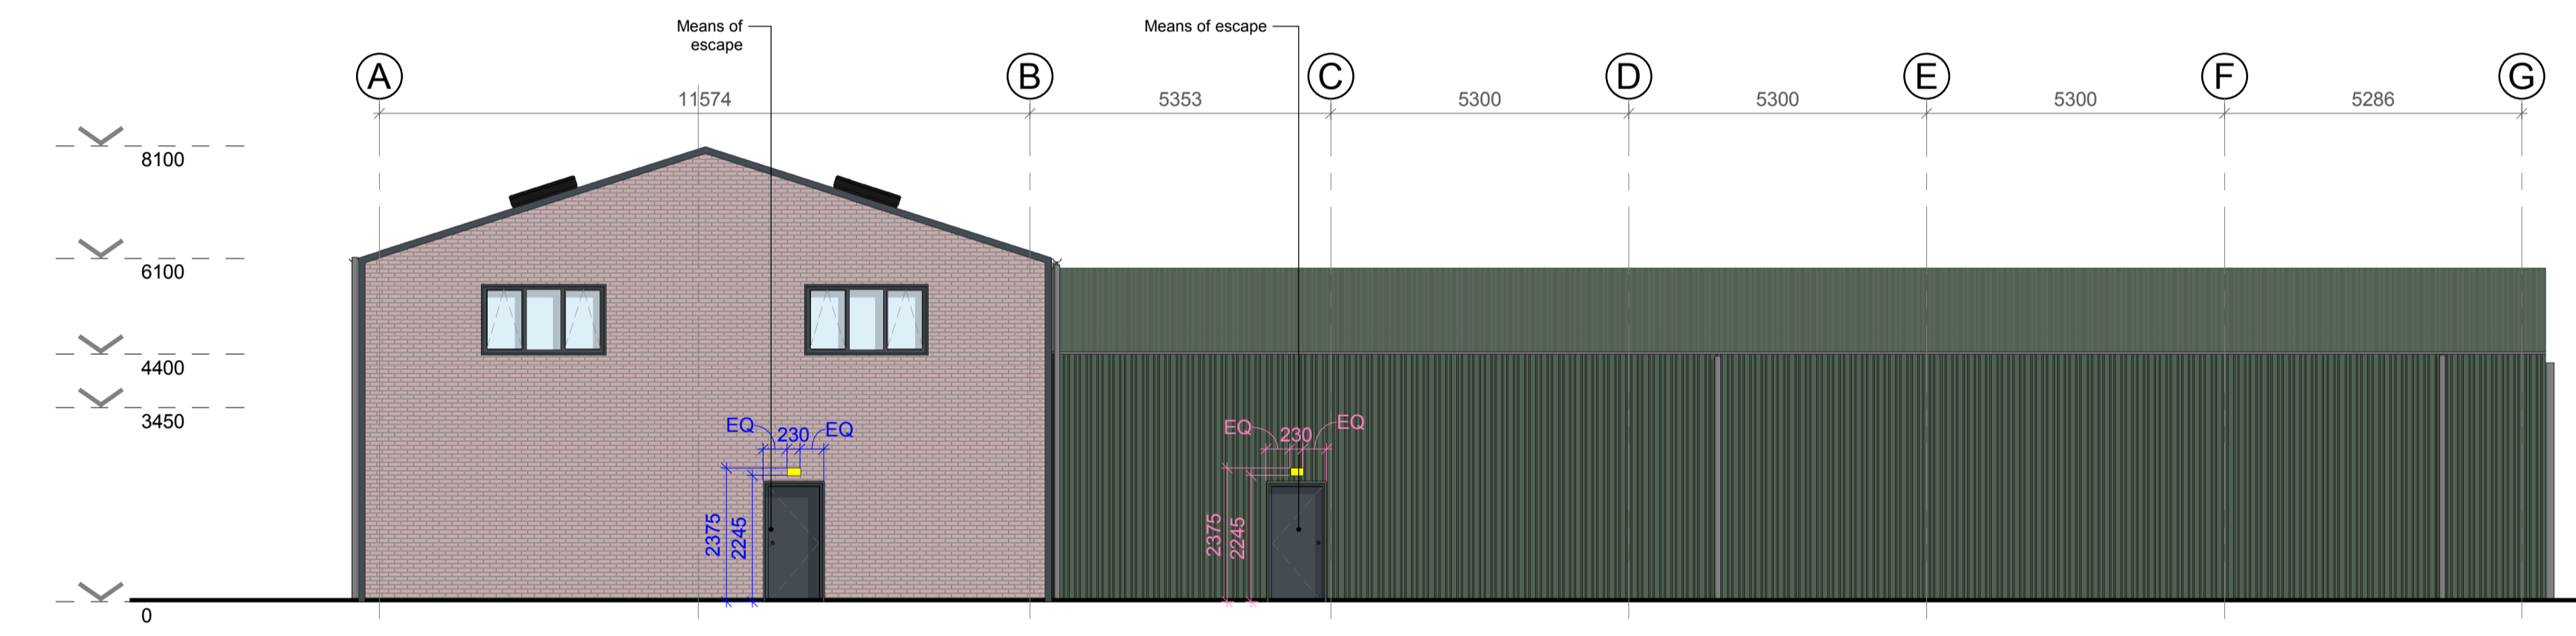 Means of
escape
Means of escape
A
B
C
D
E
F
G
11574
5353
5300
5300
5300
5286
8100
6100
4400
3450
0
EQ
230
EQ
2375
2245
EQ
230
EQ
2375
2245